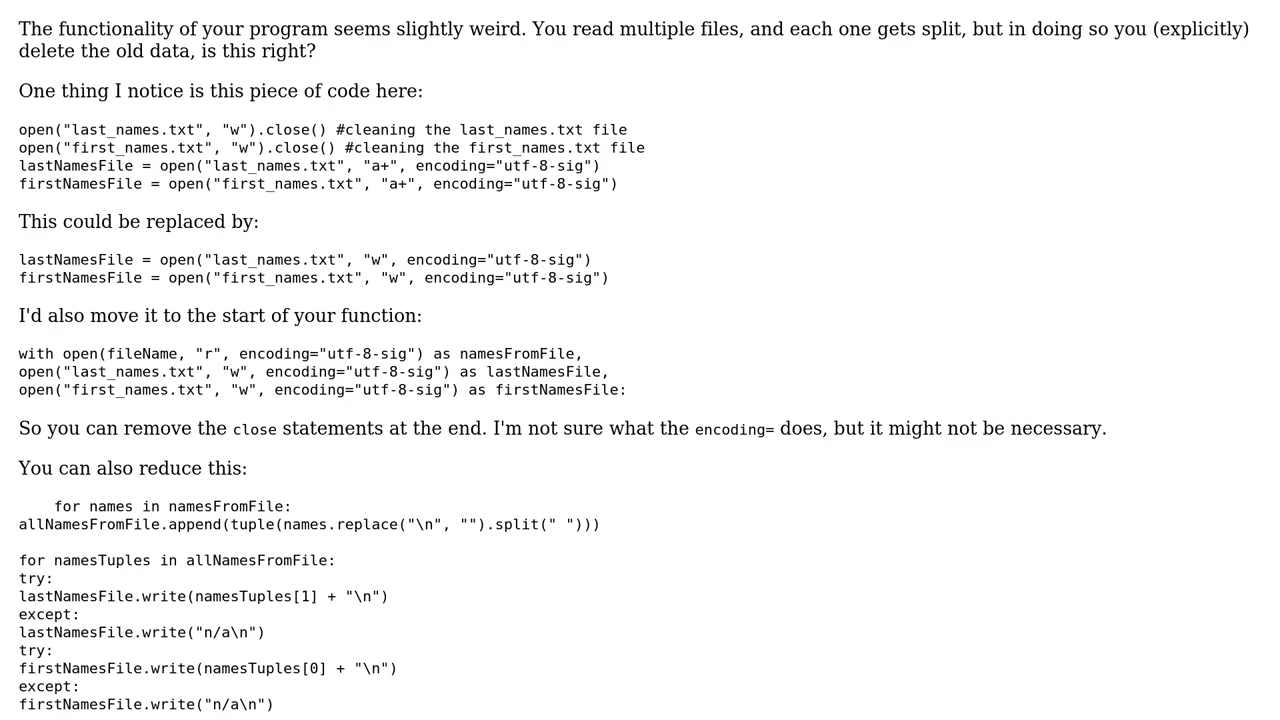 The functionality of your program seems slightly weird. You read multiple files, and each one gets split, but in doing so you (explicitly)
delete the old data, is this right?
One thing I notice is this piece of code here:
open("last_names.txt", "w").close() #cleaning the last_names.txt file
open("first_names.txt", "w").close() #cleaning the first_names.txt file
lastNamesFile = open("last_names.txt", "a+", encoding="utf-8-sig")
firstNamesFile = open("first_names.txt", "a+", encoding="utf-8-sig")
This could be replaced by:
lastNamesFile = open("last_names.txt", "w", encoding="utf-8-sig")
firstNamesFile = open("first_names.txt", "w", encoding="utf-8-sig")
I'd also move it to the start of your function:
with open(fileName, "r", encoding="utf-8-sig") as namesFromFile,
open("last_names.txt", "w", encoding="utf-8-sig") as lastNamesFile,
open("first_names.txt", "w", encoding="utf-8-sig") as firstNamesFile:
So you can remove the close statements at the end. I'm not sure what the encoding= does, but it might not be necessary.
You can also reduce this:
    for names in namesFromFile:
allNamesFromFile.append(tuple(names.replace("\n", "").split(" ")))
for namesTuples in allNamesFromFile:
try:
lastNamesFile.write(namesTuples[1] + "\n")
except:
lastNamesFile.write("n/a\n")
try:
firstNamesFile.write(namesTuples[0] + "\n")
except:
firstNamesFile.write("n/a\n")